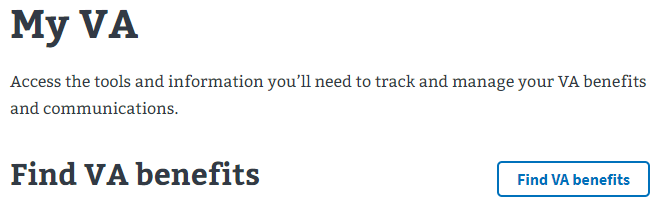 My VA
Access the tools and information you’ll need to track and manage your VA benefits
and communications.
Find VA benefits
Find VA benefits